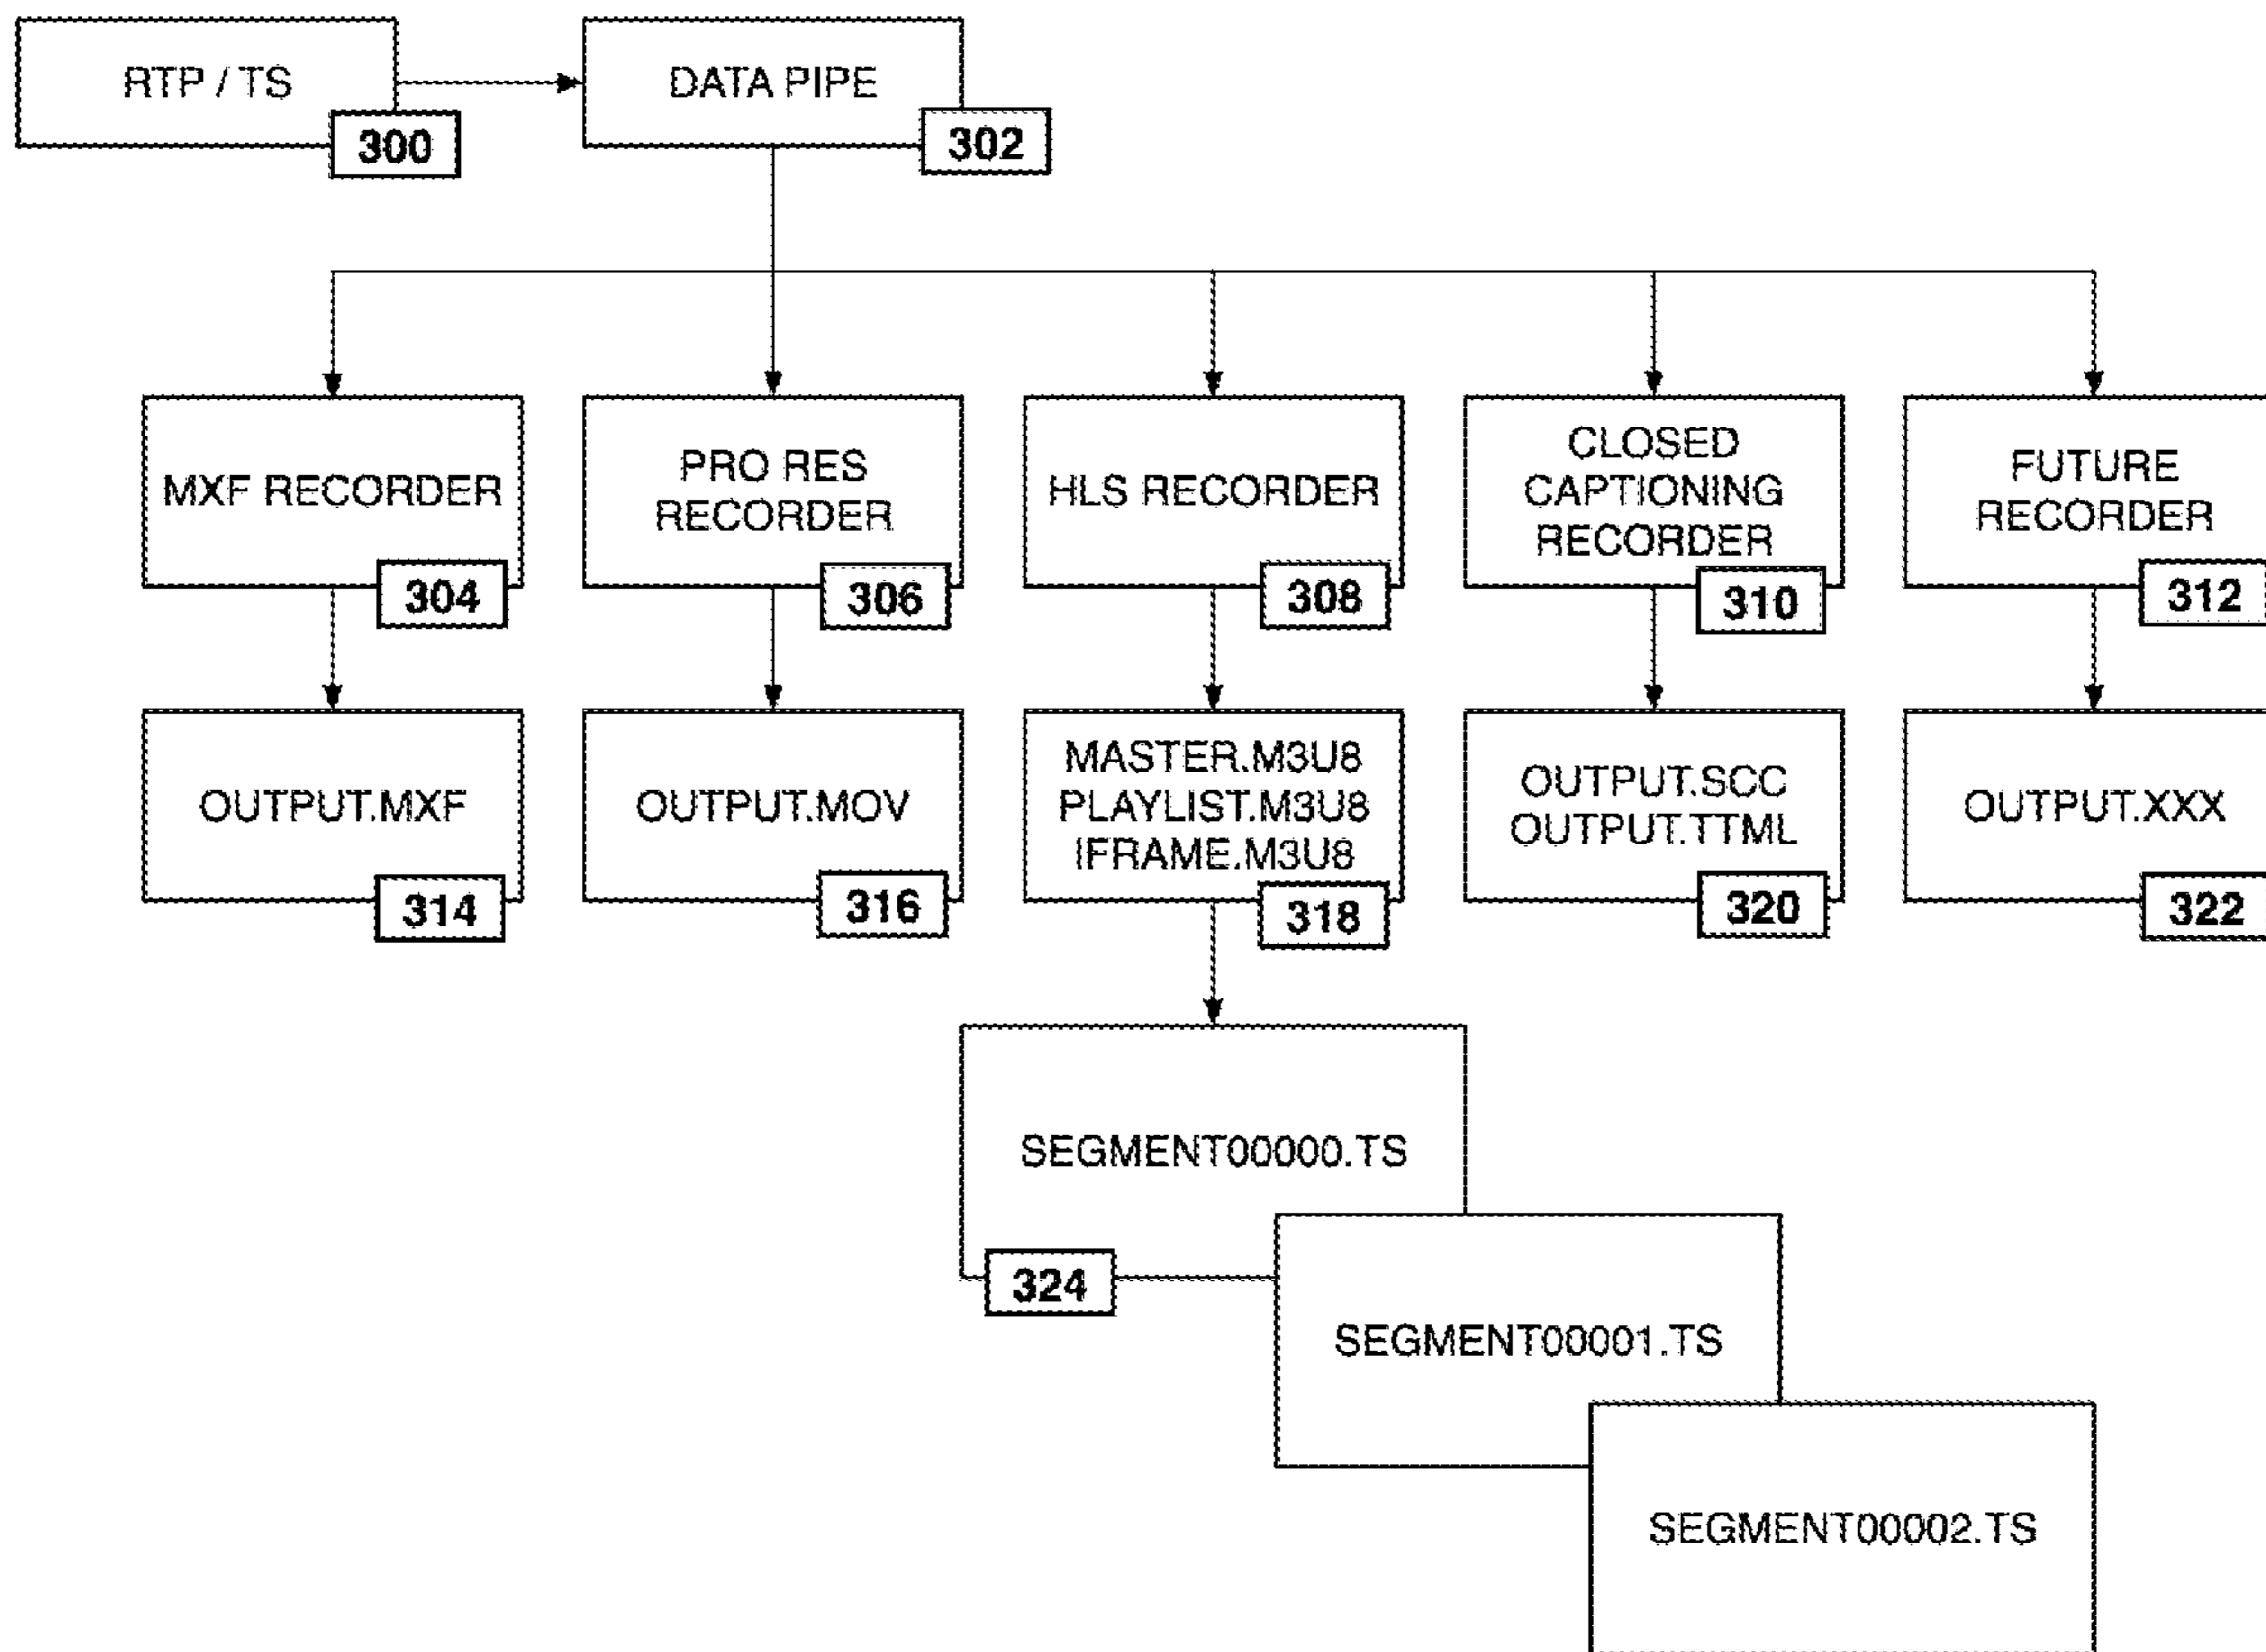 RTP / TS
300
DATA PIPE
302
MXF RECORDER
304
PRO RES
RECORDER
306
HLS RECORDER
308
CLOSED
CAPTIONING
RECORDER
310
FUTURE
RECORDER
312
OUTPUT.MXF
314
OUTPUT.MOV
316
MASTER.M3U8
PLAYLIST.M3U8
IFRAME.M3U8
318
OUTPUT.SCC
OUTPUT.TTML
320
OUTPUT.XXX
322
SEGMENT00000.TS
324
SEGMENT00001.TS
SEGMENT00002.TS